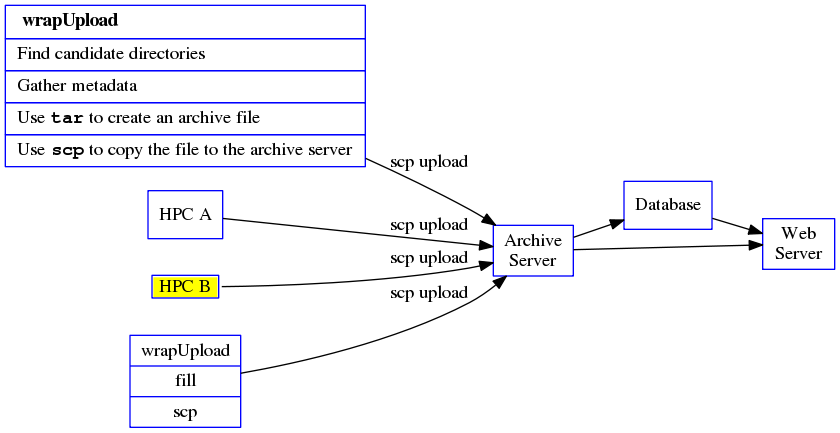 wrapUpload
Find candidate directories
Gather metadata
Use tar to create an archive file
Use scp to copy the file to the archive server
scp upload
HPC A
scp upload
HPC B
scp upload
wrapUpload
fill
scp
scp upload
Archive
Server
Database
Web
Server